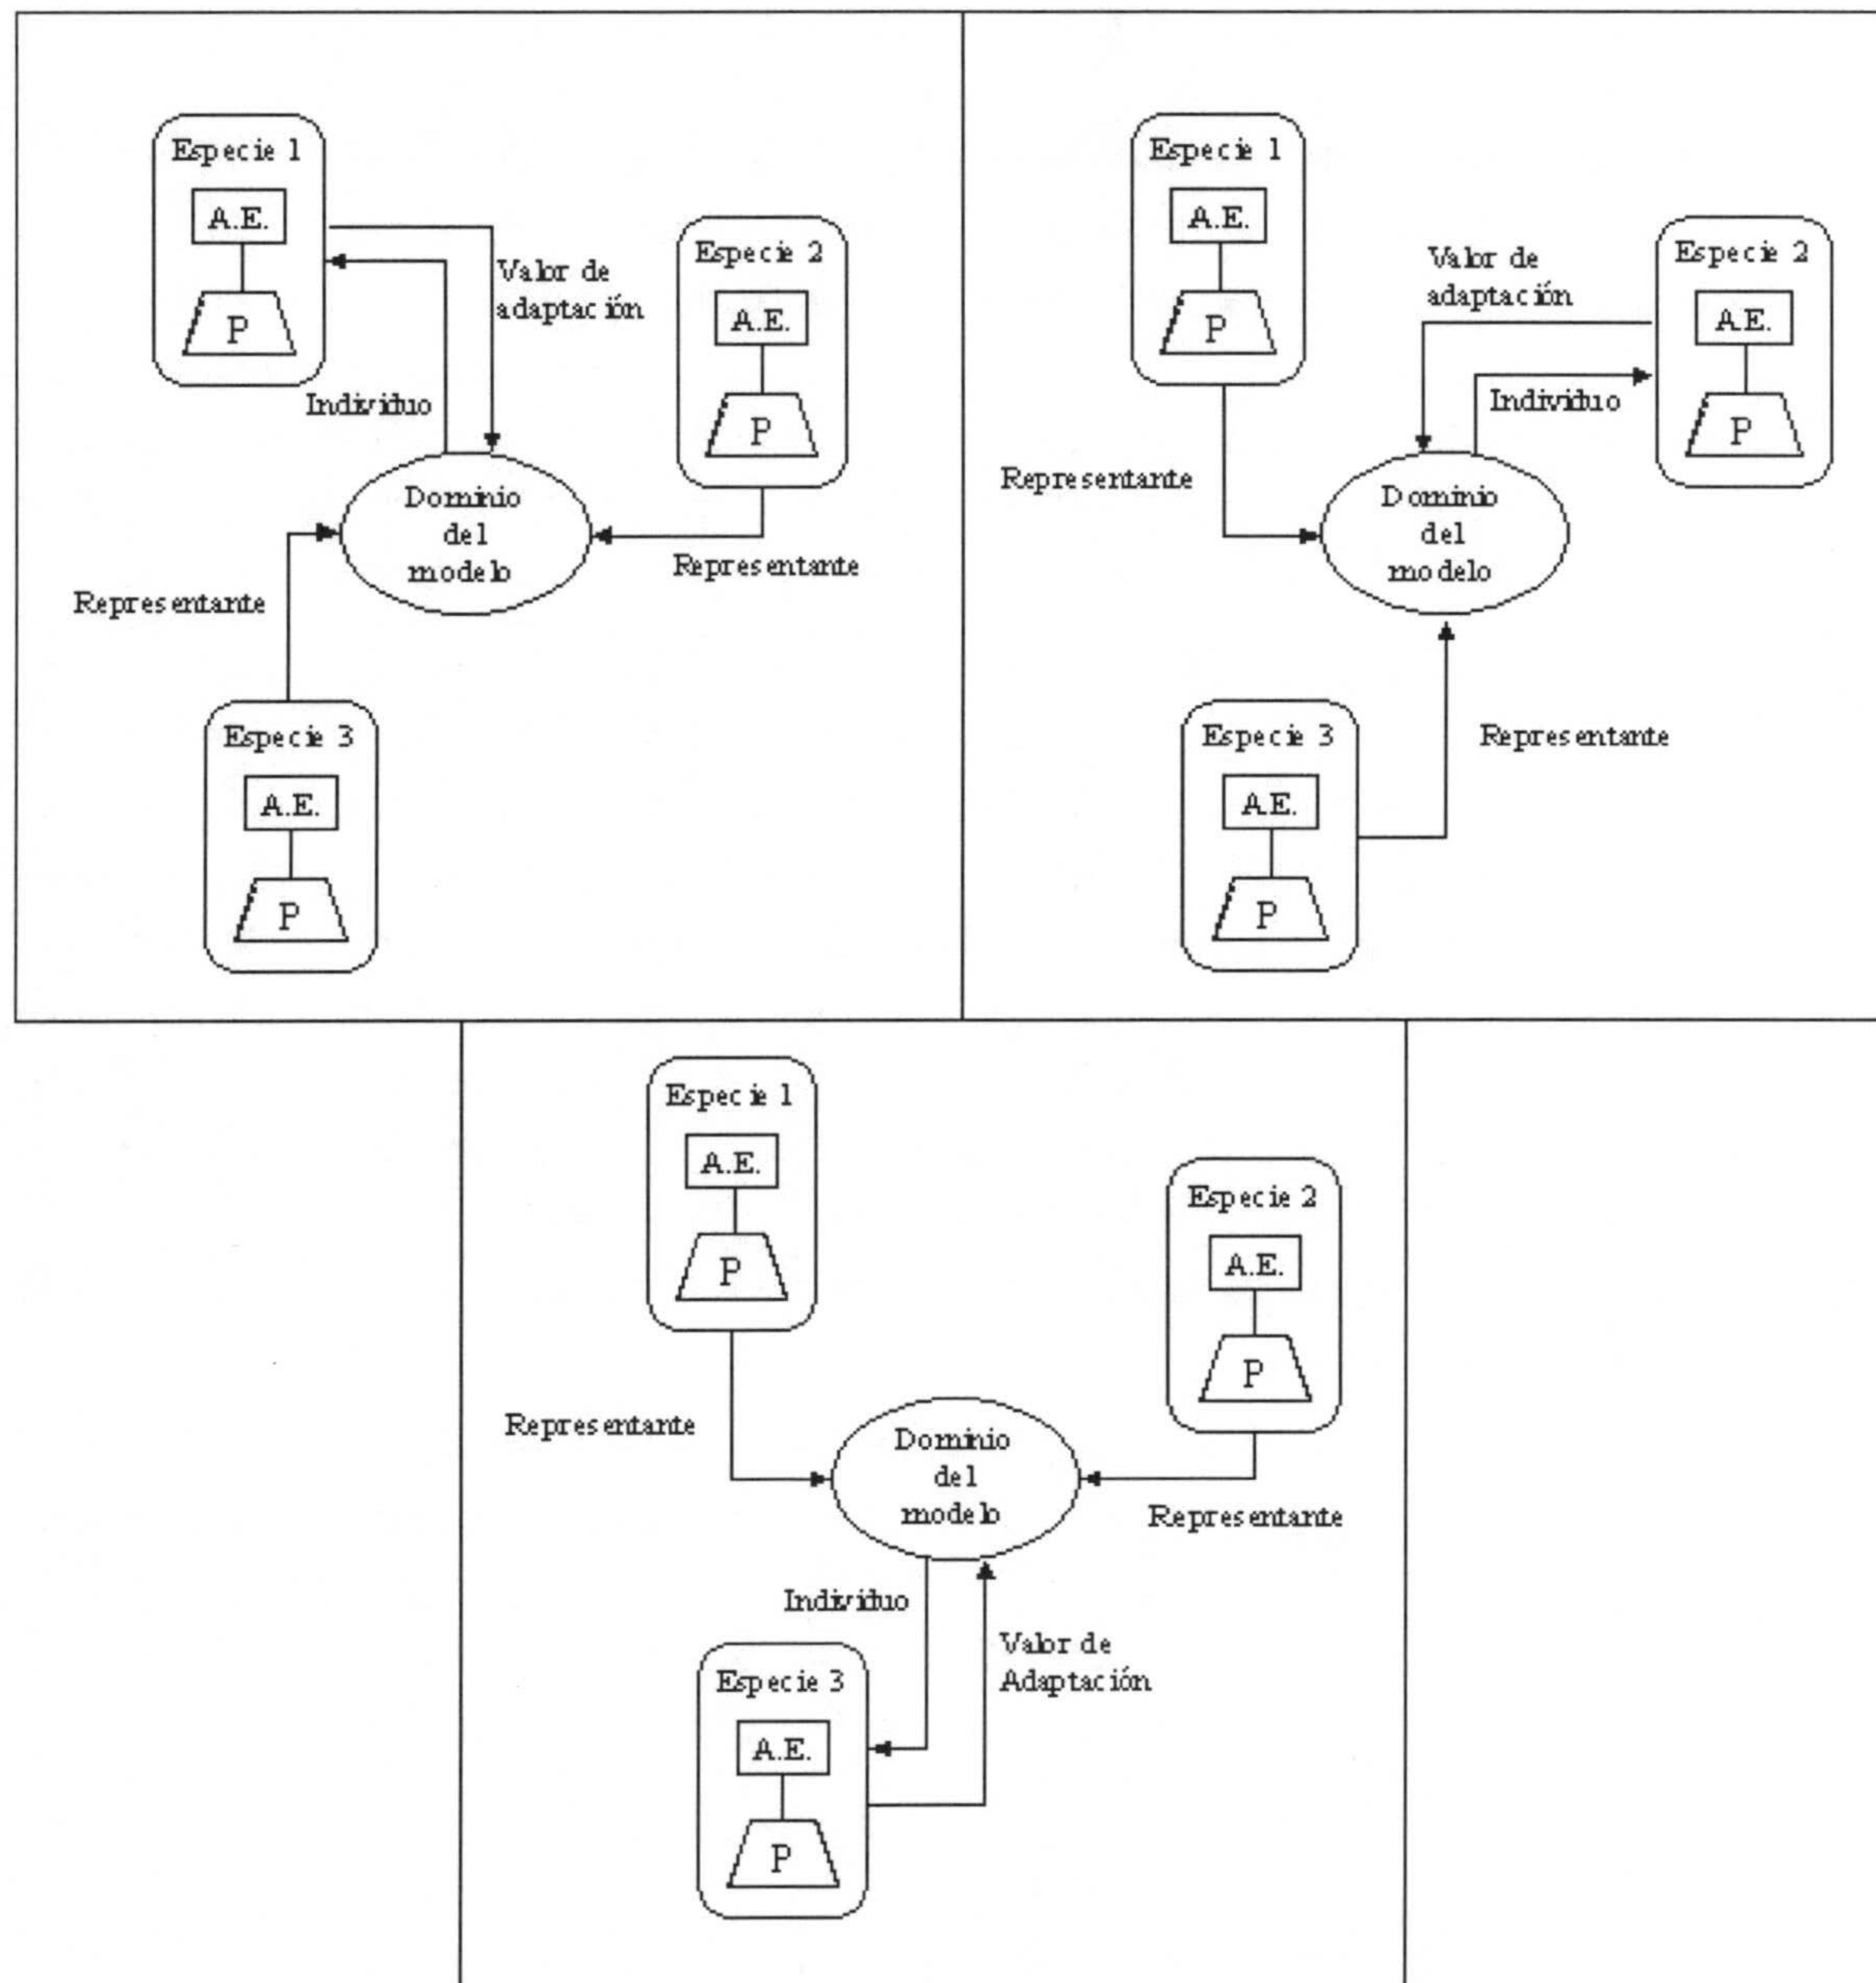 Especie 1
A.E.
P
Valor de
adaptación
Individuo
Especie 2
A.E.
P
Dominio
del
modelo
Representante
Representante
Especie 3
A.E.
P
Especie 1
A.E.
P
Valor de
adaptación
Individuo
Especie 2
A.E.
P
Representante
Dominio
del
modelo
Especie 3
A.E.
P
Representante
Especie 1
A.E.
P
Especie 2
A.E.
P
Representante
Dominio
del
modelo
Representante
Individuo
Valor de
Adaptación
Especie 3
A.E.
P